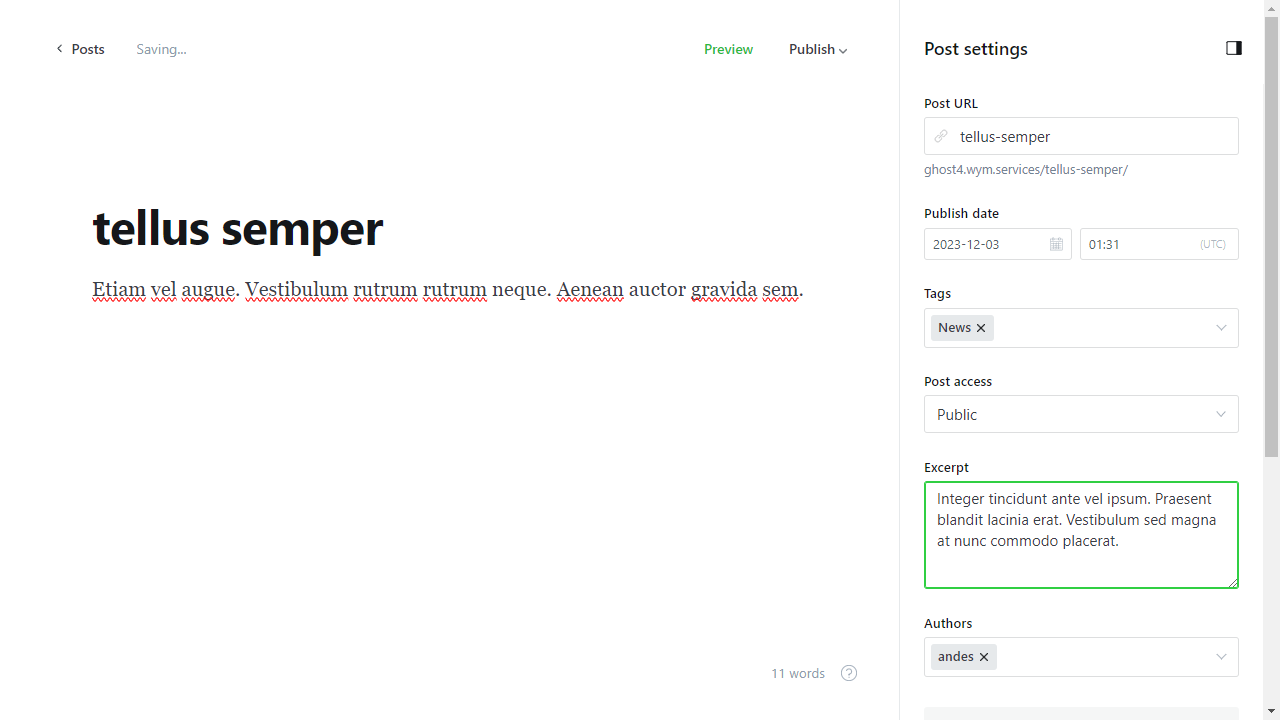 Posts
Saving...
Preview
Publish
tellus semper
Etiam vel augue. Vestibulum rutrum rutrum neque. Aenean auctor gravida sem.
11 words
Post settings
Post URL
tellus-semper
ghost4.wym.services/tellus-semper/
Publish date
2023-12-03
01:31
(UTC)
Tags
News
Post access
Public
Excerpt
Integer tincidunt ante vel ipsum. Praesent
blandit lacinia erat. Vestibulum sed magna
at nunc commodo placerat.
Authors
andes